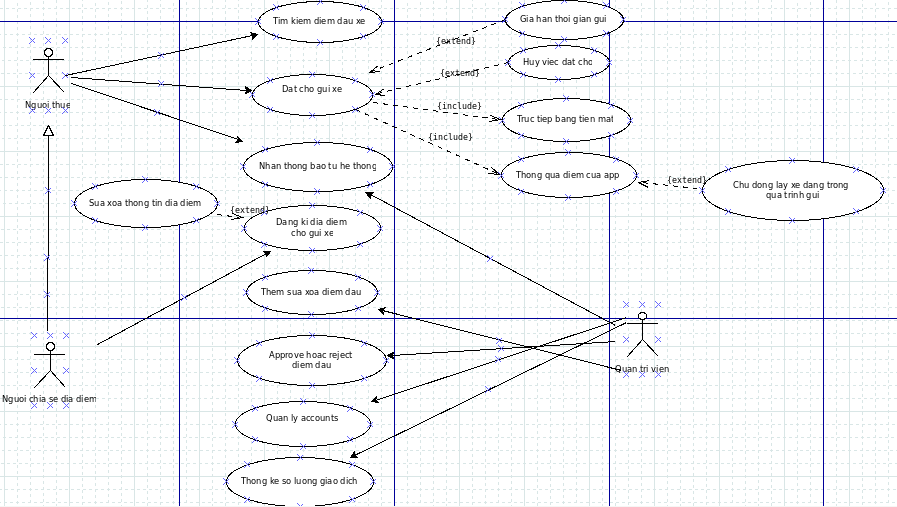 Tim kiem diem dau xe
Gia han thoi gian gui
{extend}
Huy viec dat cho
{extend}
Nguoi thue
Dat cho gui xe
{include}
Truc tiep bang tien mat
{include}
Nhan thong bao tu he thong
Thong qua diem cua app
{extend}
Chu dong lay xe dang trong
qua trinh gui
Sua xoa thong tin dia diem
{extend}
Dang ki dia diem
cho gui xe
Them sua xoa diem dau
Approve hoac reject
diem dau
Quan tri vien
Nguoi chia se dia diem
Quan ly accounts
Thong ke so luong giao dich